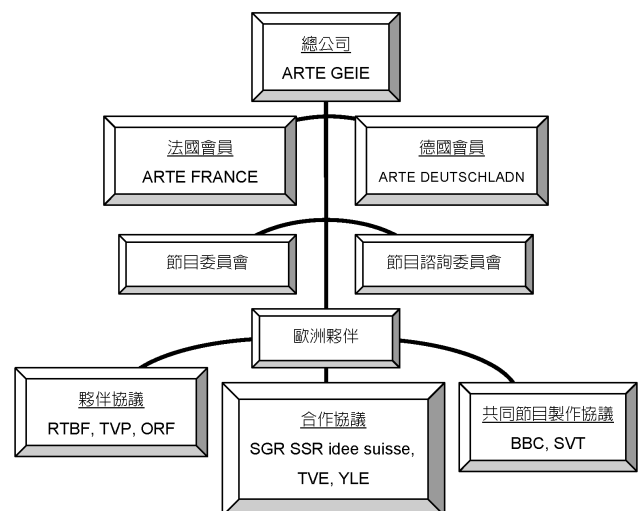 總公司
ARTE GEIE
法國會員
ARTE FRANCE
德國會員
ARTE DEUTSCHLADN
節目委員會
節目諮詢委員會
歐洲夥伴
夥伴協議
RTBF, TVP, ORF
合作協議
SGR SSR idee suisse,
TVE, YLE
共同節目製作協議
BBC, SVT